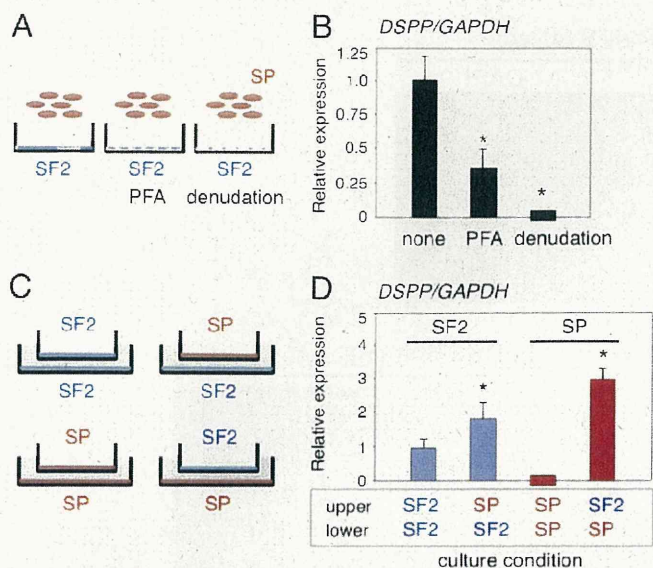 A
SP
SF2 SF2 SF2
PFA denudation
B
DSPP/GAPDH
Relative expression
1.25
1.0
0.75
0.5
0.25
0
* *
none PFA denudation
C
SF2 SP
SF2 SF2
SP SF2
SP SP
D
DSPP/GAPDH
SF2 SP
Relative expression
5
4
3
2
1
0
* *
upper SF2 SP SP SF2
lower SF2 SF2 SP SP
culture condition